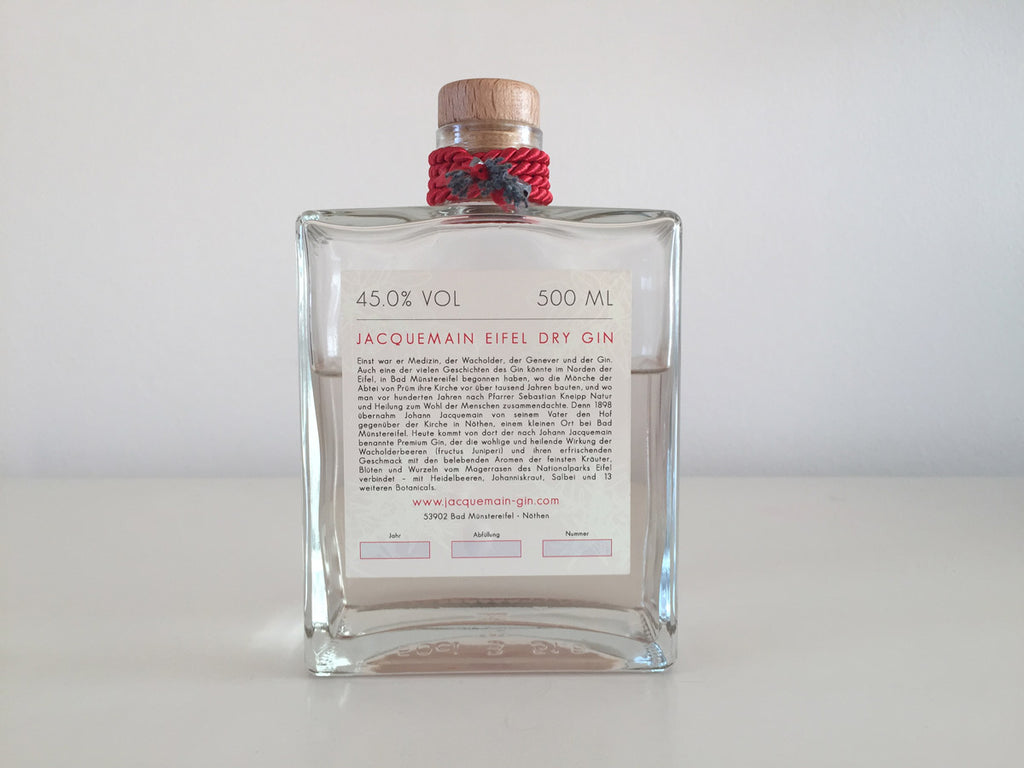 45.0% VOL 500 ML
JACQUEMAIN EIFEL DRY GIN
Einst war er Medizin, der Wacholder, der Genever und der Gin.
Auch eine der vielen Geschichten des Gin könnte im Norden der
Eifel, in Bad Münstereifel begonnen haben, wo die Mönche der
Abtei von Prüm ihre Kirche vor über tausend Jahren bauten, und wo
man vor hunderten Jahren nach Pfarrer Sebastian Kneipp Natur
und Heilung zum Wohl der Menschen zusammendachte. Denn 1898
übernahm Johann Jacquemain von seinem Vater den Hof
gegenüber der Kirche in Nöthen, einem kleinen Ort bei Bad
Münstereifel. Heute kommt von dort der nach Johann Jacquemain
benannte Premium Gin, der die wohlige und heilende Wirkung der
Wacholderbeeren (fructus Juniperi) und ihren erfrischenden
Geschmack mit den belebenden Aromen der feinsten Kräuter,
Blüten und Wurzeln vom Magerrasen des Nationalparks Eifel
verbindet - mit Heidelbeeren, Johanniskraut, Salbei und 13
weiteren Botanicals.
www.jacquemain-gin.com
53902 Bad Münstereifel - Nöthen
Jahr Abfüllung Nummer